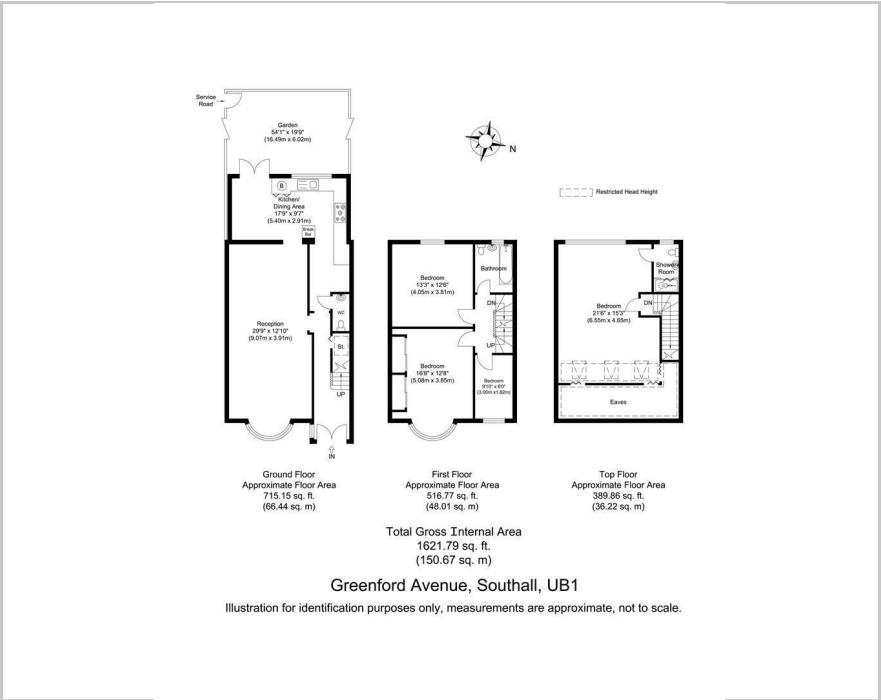 Service
Road
Garden
54'1" x 19'9"
(16.49m x 6.02m)
N
Restricted Head Height
B
Kitchen/
Dining Area
17'9" x 9'7"
(5.40m x 2.91m)
Break
Bar
Reception
29'9" x 12'10"
(9.07m x 3.91m)
WC
St.
UP
IN
Bedroom
13'3" x 12'6"
(4.05m x 3.81m)
Bathroom
DN
UP
Bedroom
16'8" x 12'8"
(5.08m x 3.85m)
Bedroom
9'10" x 6'0"
(3.00m x1.82m)
Shower
Room
Bedroom
21'6" x 15'3"
(6.55m x 4.65m)
DN
Eaves
Ground Floor
Approximate Floor Area
715.15 sq. ft.
(66.44 sq. m)
First Floor
Approximate Floor Area
516.77 sq. ft.
(48.01 sq. m)
Top Floor
Approximate Floor Area
389.86 sq. ft.
(36.22 sq. m)
Total Gross Internal Area
1621.79 sq. ft.
(150.67 sq. m)
Greenford Avenue, Southall, UB1
Illustration for identification purposes only, measurements are approximate, not to scale.